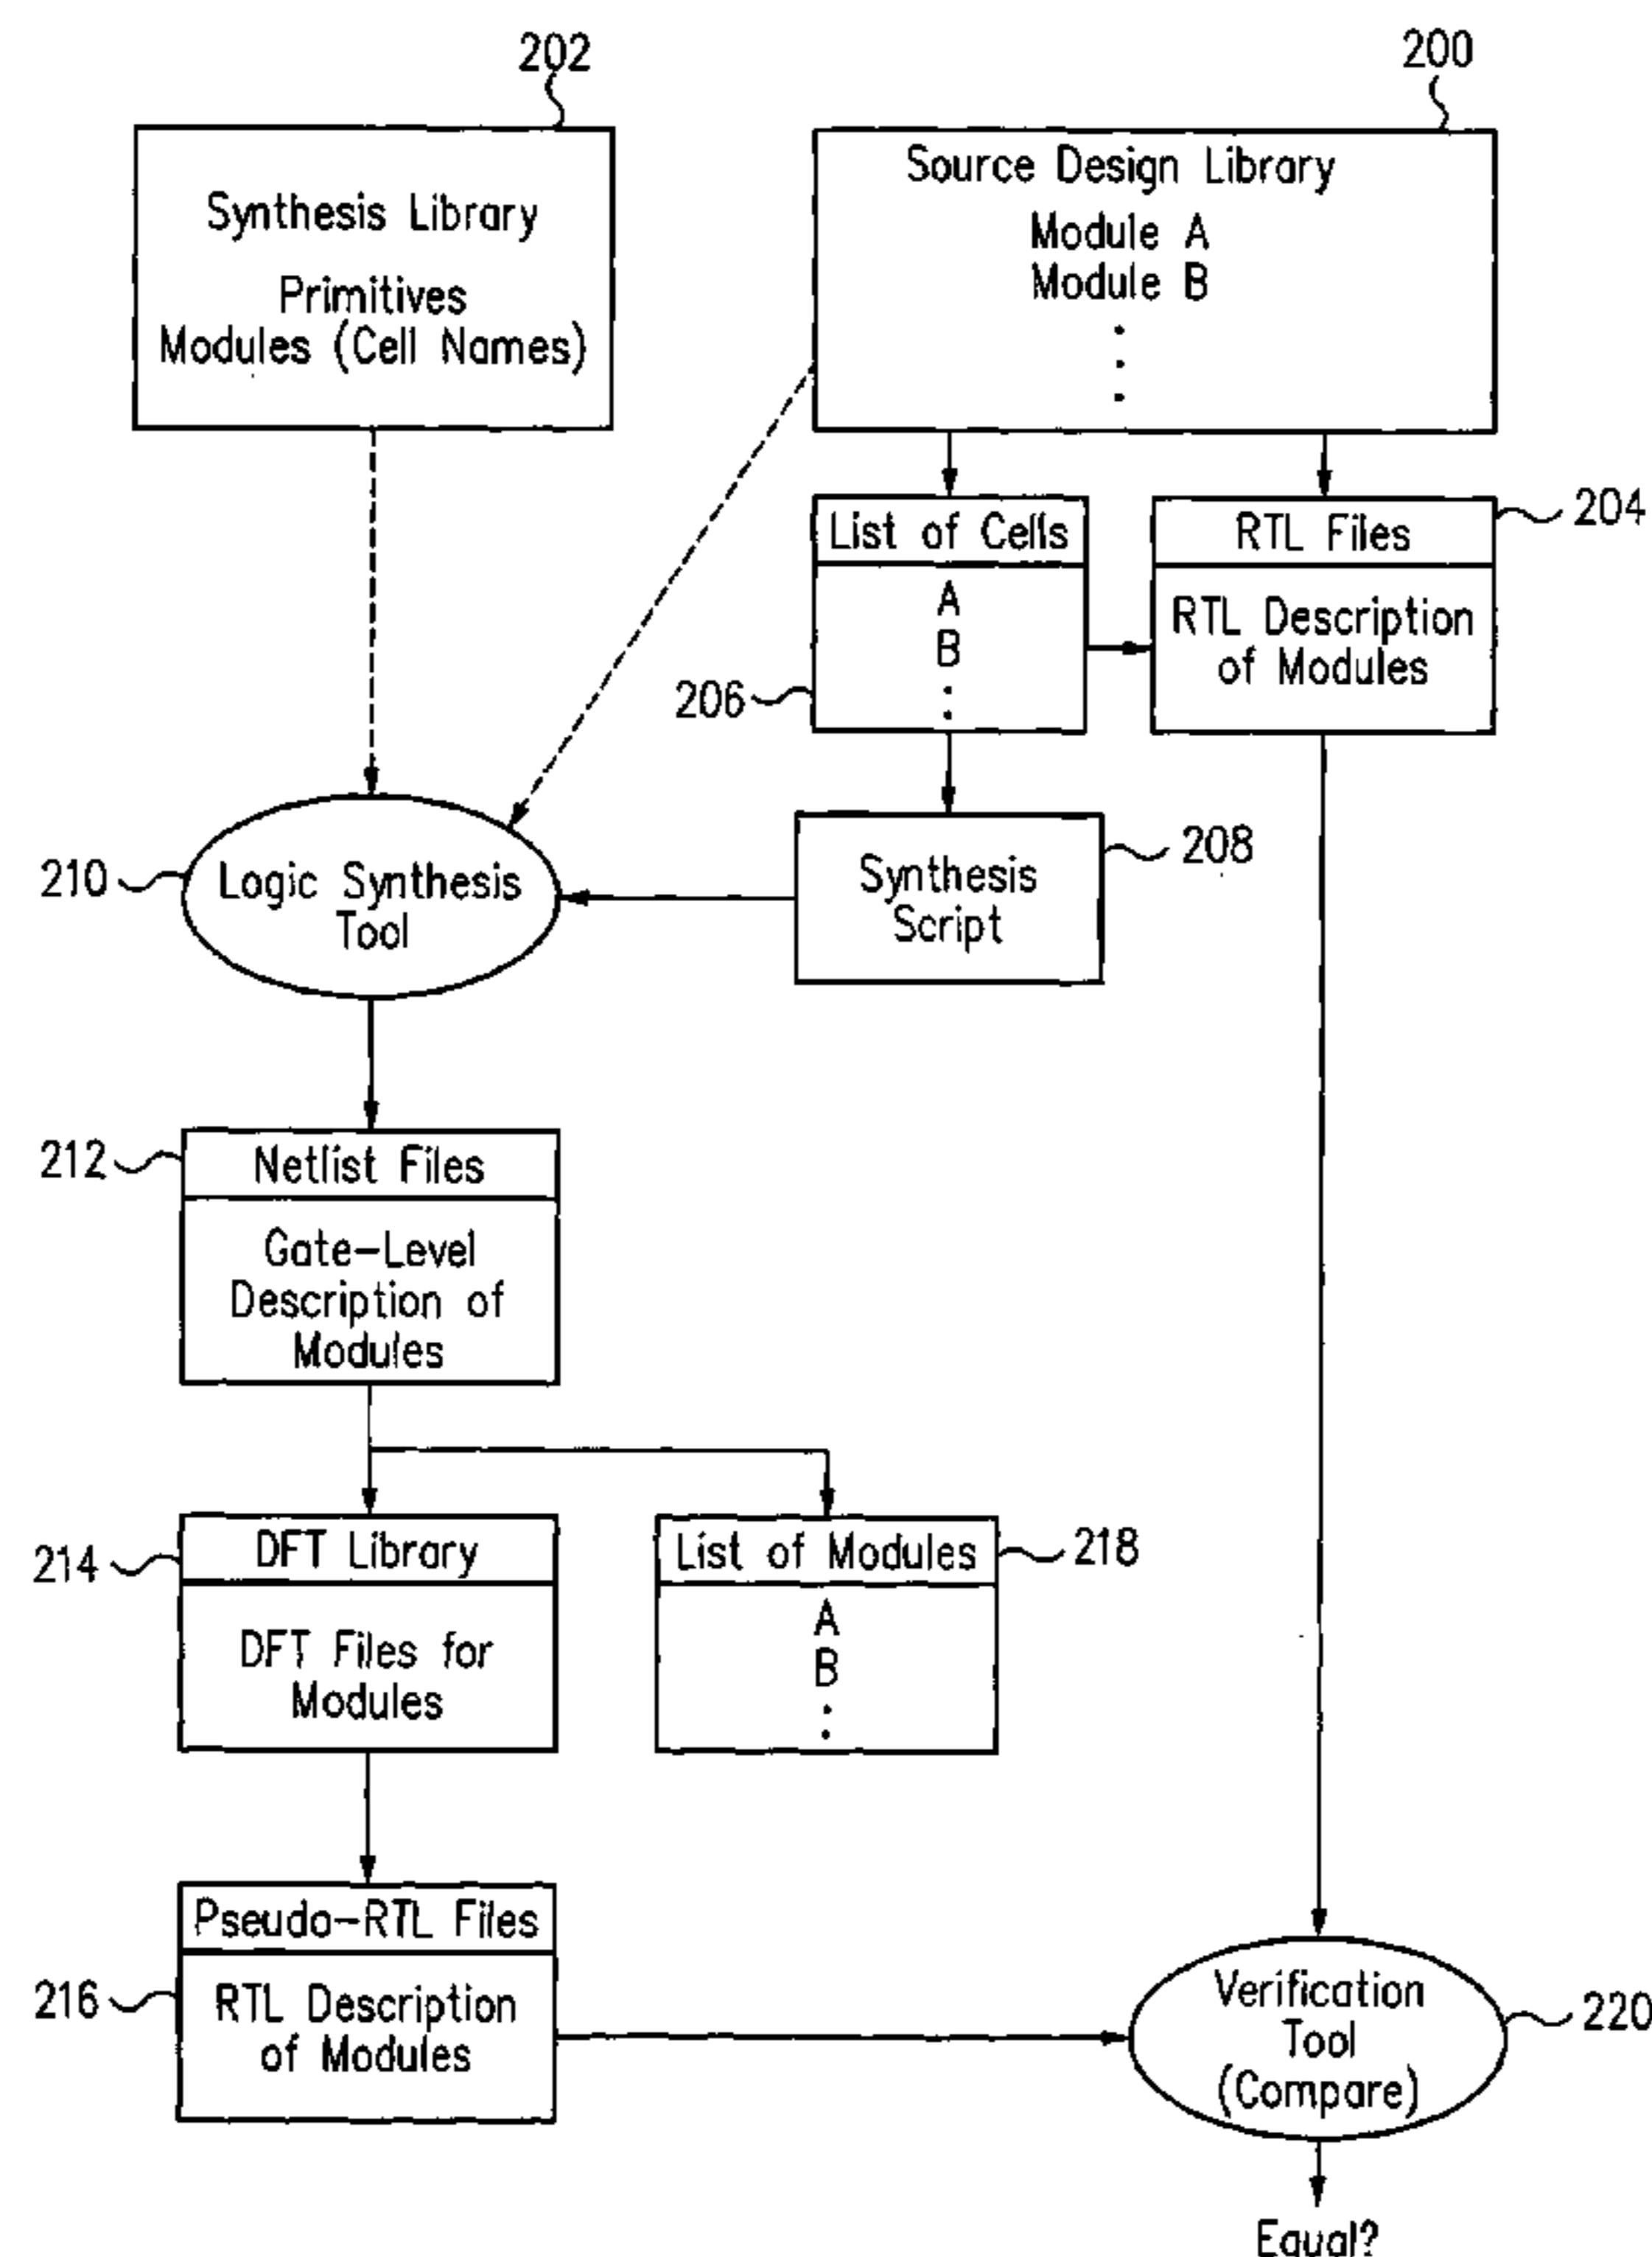 202
200
Synthesis Library
Primitives
Modules (Cell Names)
Source Design Library
Module A
Module B
List of Cells
A
B
206
RTL Files
204
RTL Description
of Modules
210
Logic Synthesis
Tool
Synthesis
Script
208
212
Netlist Files
Gate-Level
Description of
Modules
214
DFT Library
DFT Files for
Modules
List of Modules
218
A
B
Pseudo-RTL Files
216
RTL Description
of Modules
Verification
Tool
(Compare)
220
Equal?